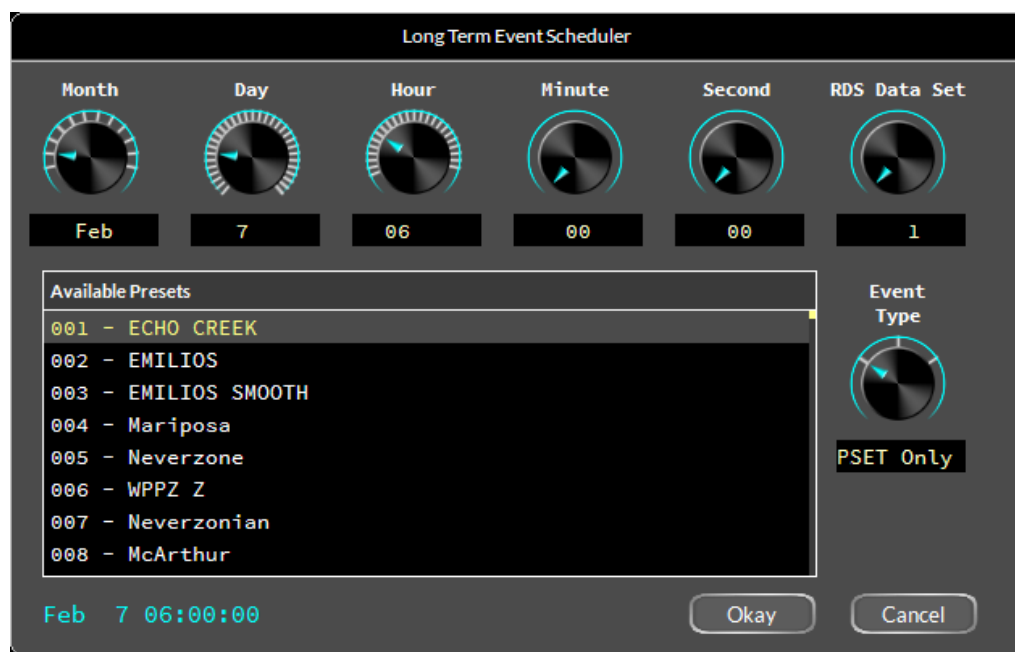 Long Term Event Scheduler
Month Day Hour Minute Second RDS Data Set
Feb 7 06 00 00 1
Available Presets
001 - ECHO CREEK
002 - EMILIOS
003 - EMILIOS SMOOTH
004 - Mariposa
005 - Neverzone
006 - WPPZ Z
007 - Neverzonian
008 - McArthur
Event
Type
PSET Only
Feb 7 06:00:00
Okay Cancel